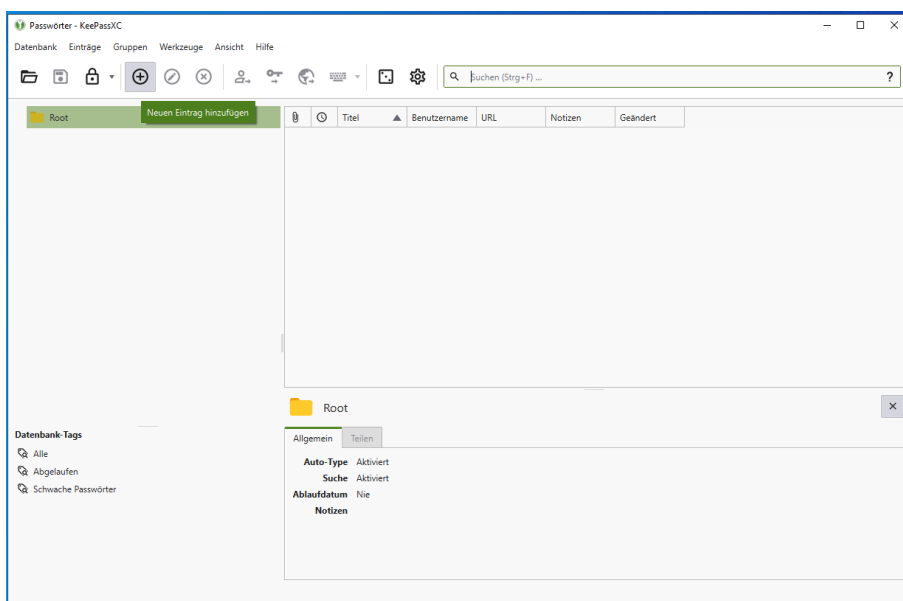 Passwörter - KeePassXC
Datenbank Einträge Gruppen Werkzeuge Ansicht Hilfe
Suchen (Strg+F) ...
?
Root
Neuen Eintrag hinzufügen
Titel Benutzername URL Notizen Geändert
Root
Allgemein Teilen
Auto-Type Aktiviert
Suche Aktiviert
Ablaufdatum Nie
Notizen
Datenbank-Tags
Alle
Abgelaufen
Schwache Passwörter